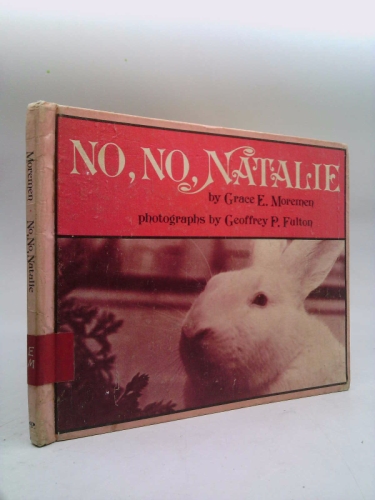 NO, NO, NATALIE
by Grace E. Moremen
photographs by Geoffrey P. Fulton
Moremen · No, No, Natalie
E
M